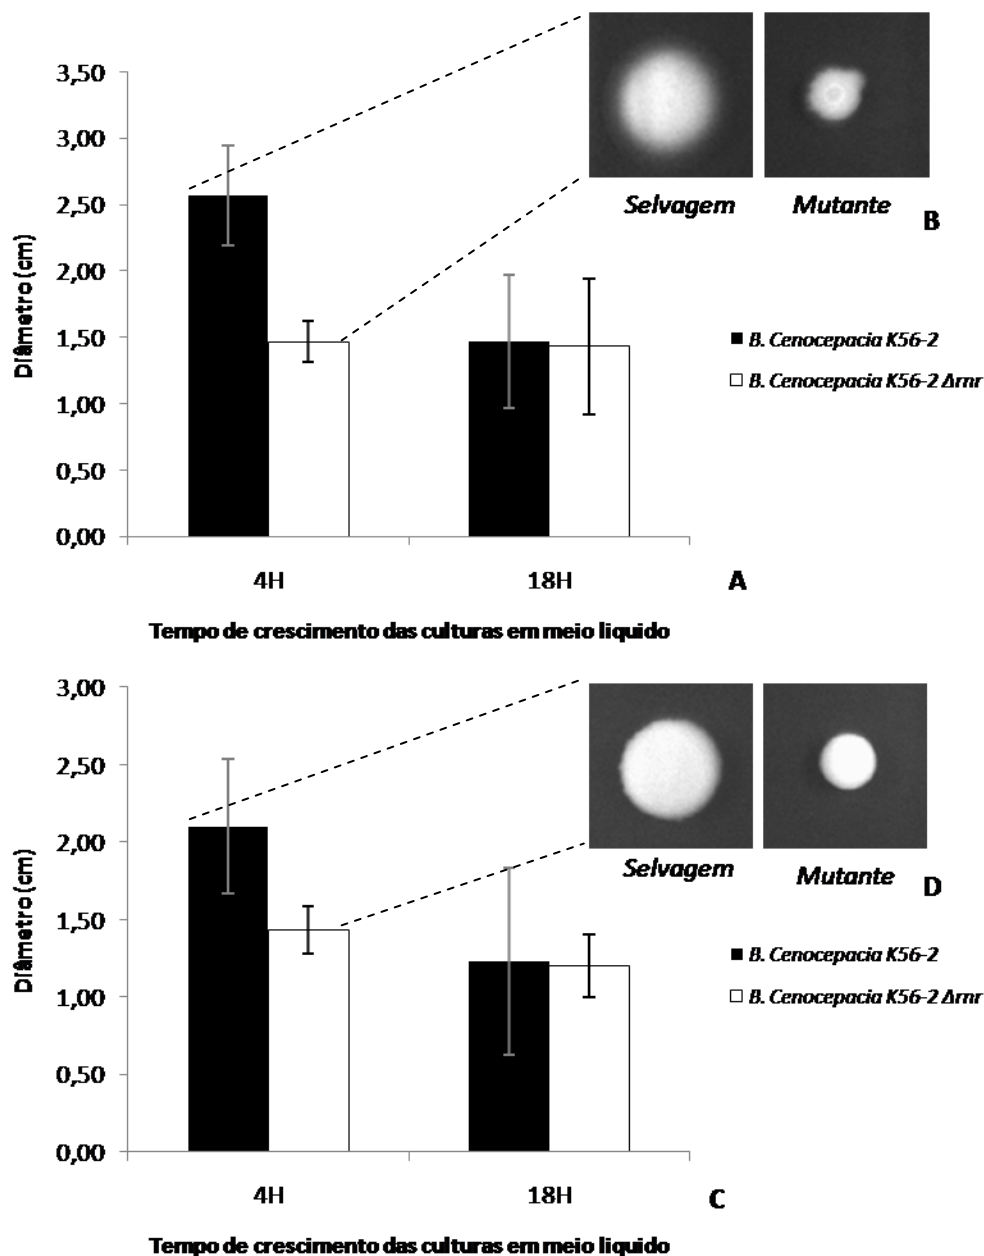 3,50
3,00
2,50
2,00
1,50
1,00
0,50
0,00
Diâmetro (cm)
4H
18H
A
Tempo de crescimento das culturas em meio liquido
Selvagem
Mutante
B
B. Cenocepacia K56-2
B. Cenocepacia K56-2 Δrnr
3,00
2,50
2,00
1,50
1,00
0,50
0,00
Diâmetro (cm)
4H
18H
C
Tempo de crescimento das culturas em meio liquido
Selvagem
Mutante
D
B. Cenocepacia K56-2
B. Cenocepacia K56-2 Δrnr